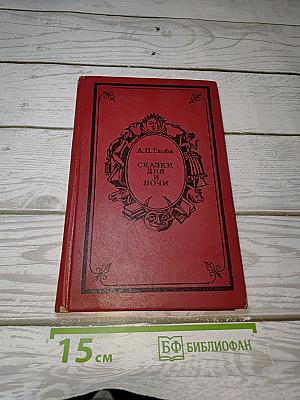 А.П. Глоба
СКАЗКИ
ДНЯ
И
НОЧИ
15 см
БФ БИБЛИОФАН